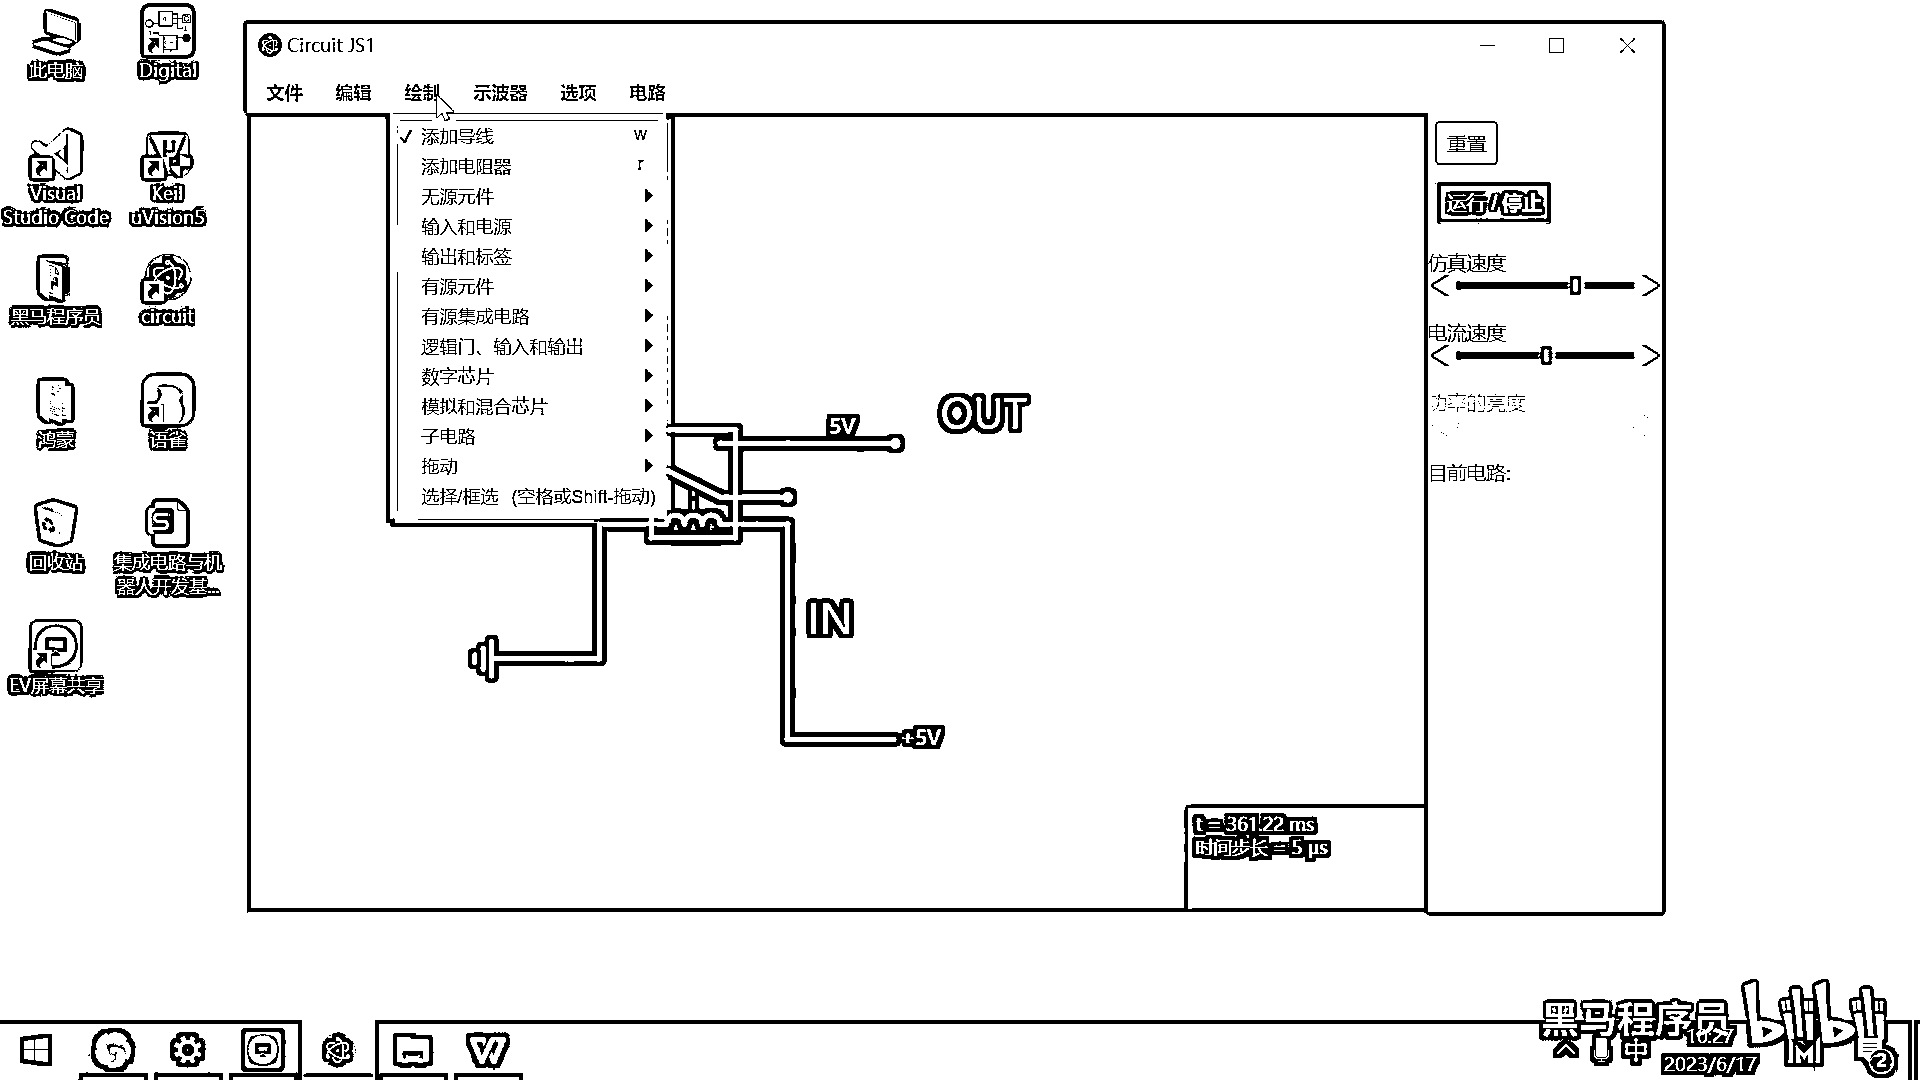 此电脑
Digital
Visual
Studio Code
Keil
uVision5
黑马程序员
circuit
鸿蒙
语雀
回收站
集成电路与机
器人开发基...
EV屏幕共享
Circuit JS1
文件 编辑 绘制 示波器 选项 电路
添加导线 w
添加电阻器 r
无源元件
输入和电源
输出和标签
有源元件
有源集成电路
逻辑门、输入和输出
数字芯片
模拟和混合芯片
子电路
拖动
选择/框选 (空格或Shift-拖动)
5V
OUT
IN
+5V
t = 361.22 ms
时间步长 = 5 μs
重置
运行 / 停止
仿真速度
电流速度
功率的亮度
目前电路:
黑马程序员
bilibili
中
16:27
2023/6/17
2